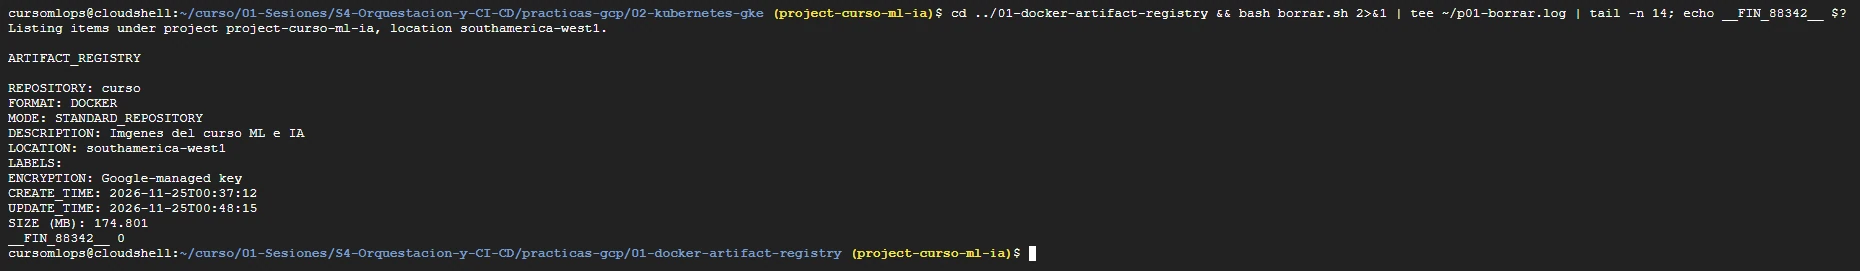 cursomlops@cloudshell:~/curso/01-Sesiones/S4-Orquestacion-y-CI-CD/practicas-gcp/02-kubernetes-gke (project-curso-ml-ia)$ cd ../01-docker-artifact-registry && bash borrar.sh 2>&1 | tee ~/p01-borrar.log | tail -n 14; echo __FIN_88342__ $?
Listing items under project project-curso-ml-ia, location southamerica-west1.
ARTIFACT_REGISTRY
REPOSITORY: curso
FORMAT: DOCKER
MODE: STANDARD_REPOSITORY
DESCRIPTION: Imgenes del curso ML e IA
LOCATION: southamerica-west1
LABELS:
ENCRYPTION: Google-managed key
CREATE_TIME: 2026-11-25T00:37:12
UPDATE_TIME: 2026-11-25T00:48:15
SIZE (MB): 174.801
__FIN_88342__ 0
cursomlops@cloudshell:~/curso/01-Sesiones/S4-Orquestacion-y-CI-CD/practicas-gcp/01-docker-artifact-registry (project-curso-ml-ia)$